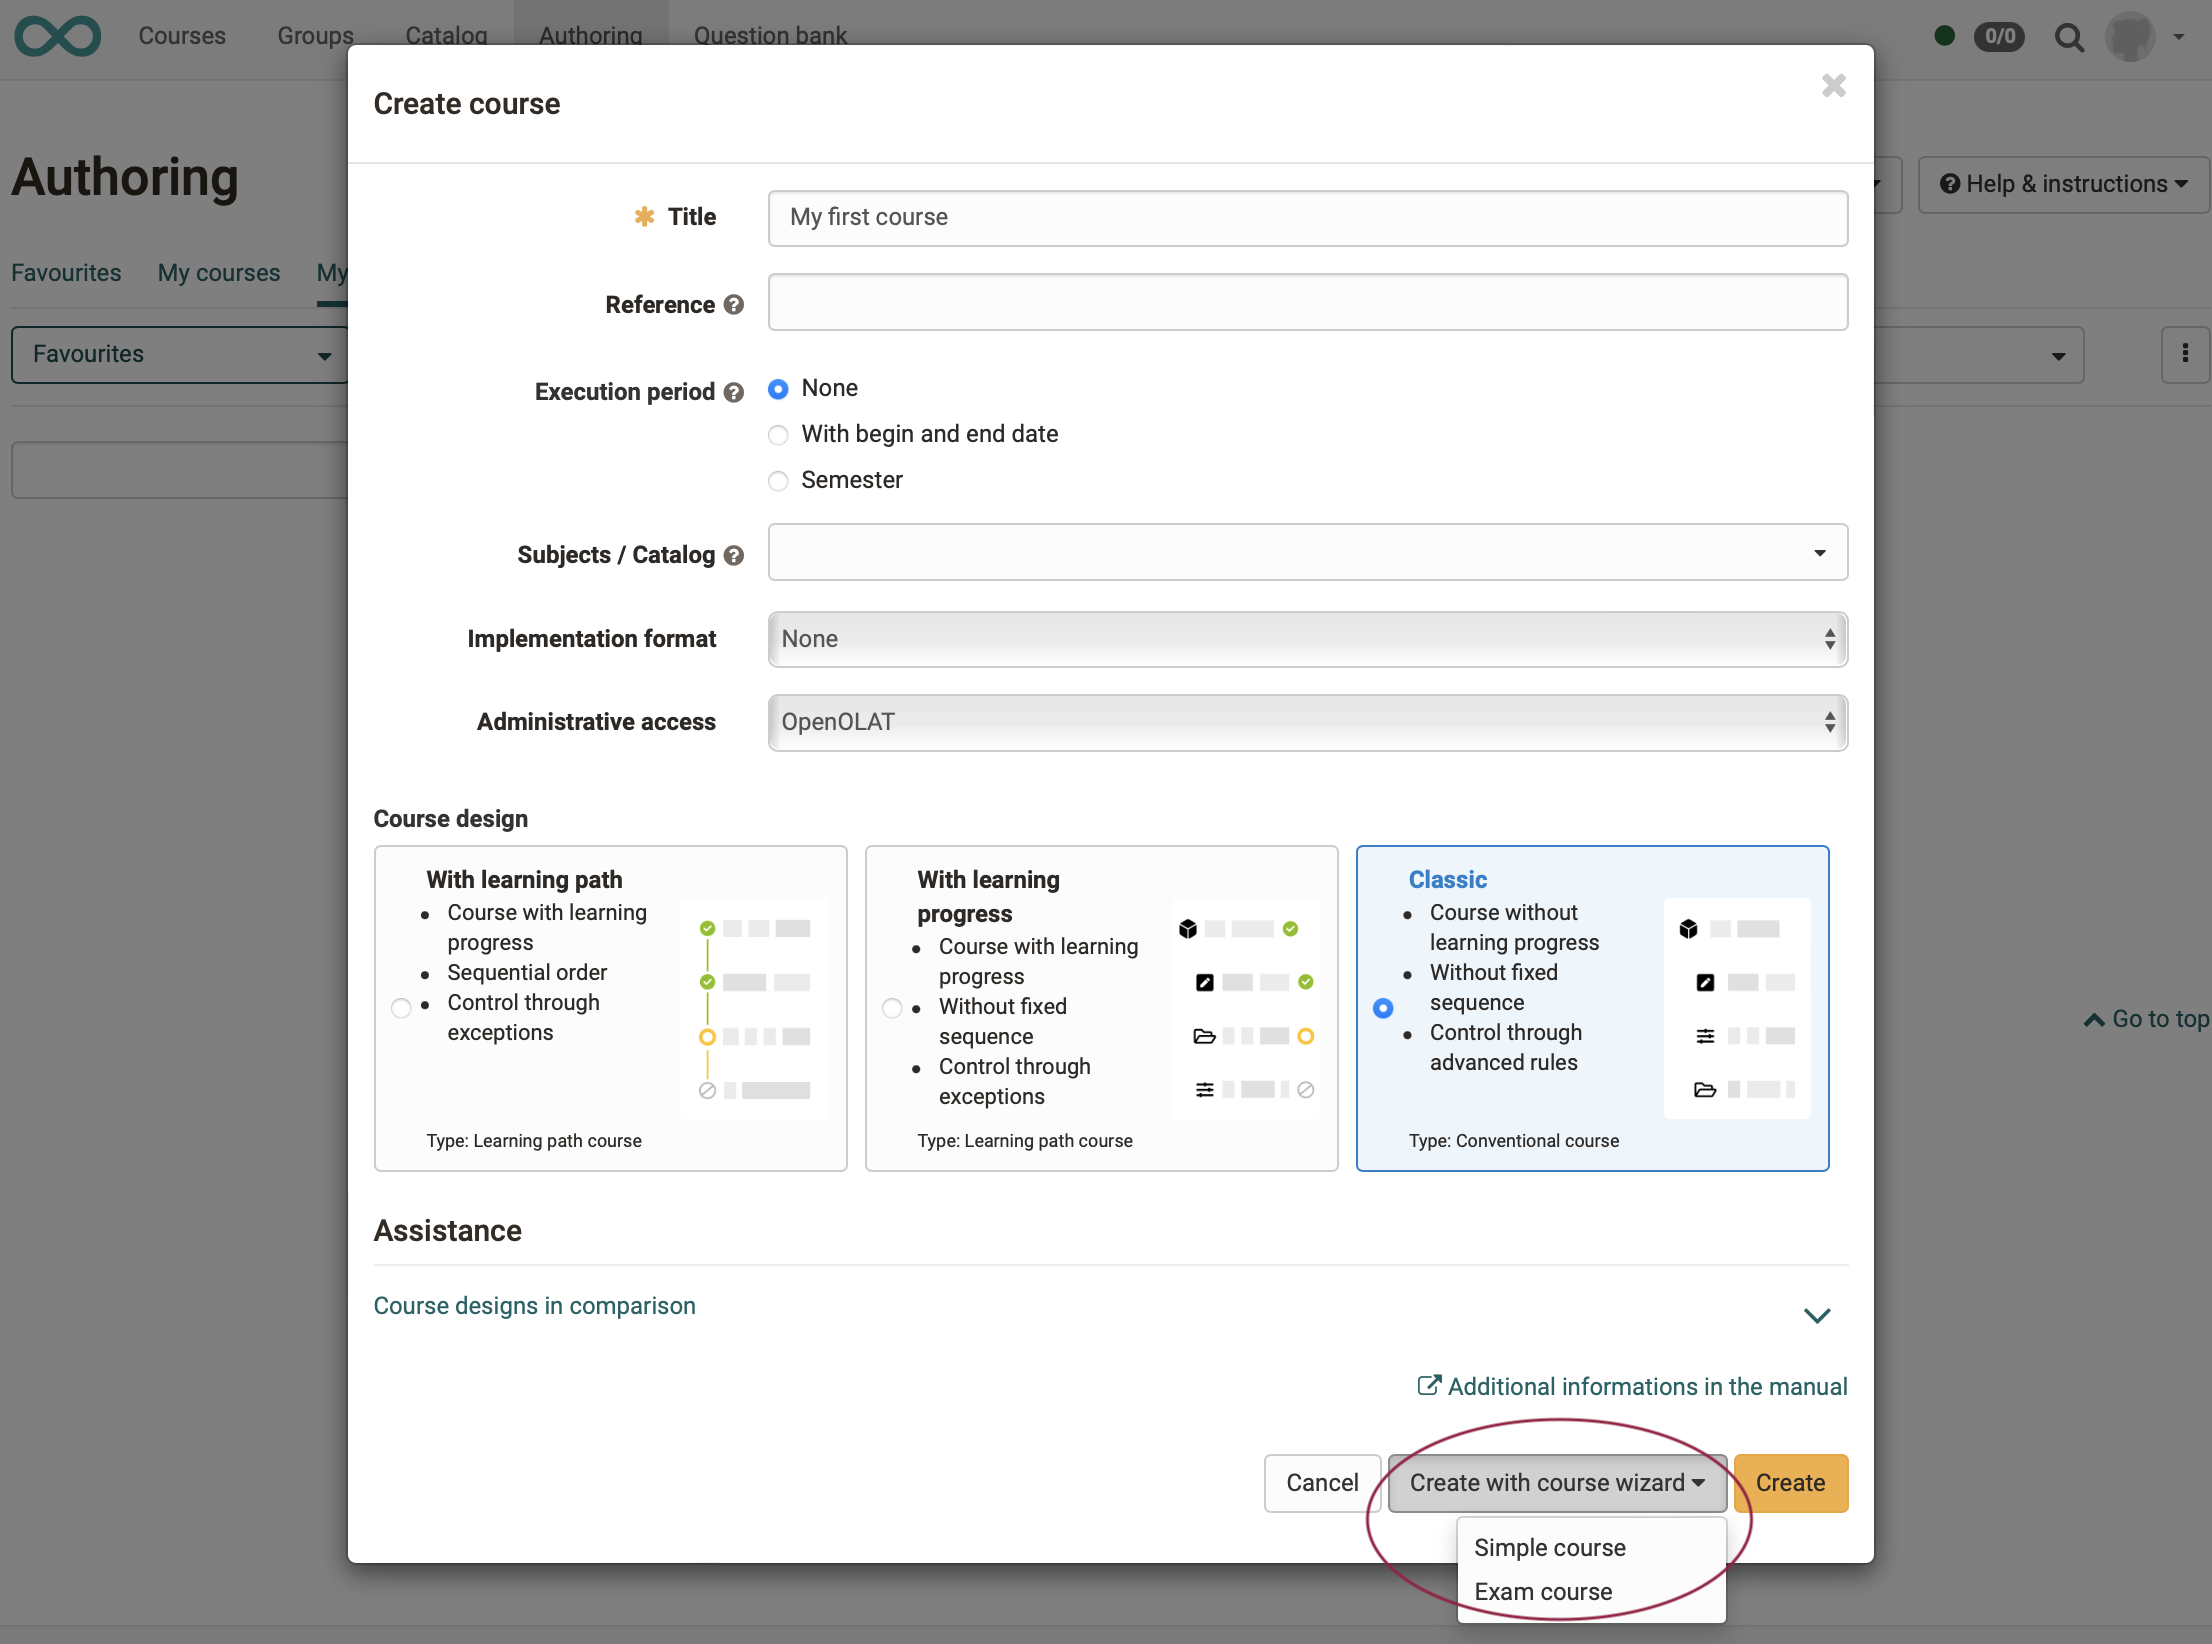 Courses Groups Catalog Authoring Question bank 0/0
Create course
Authoring
Help & instructions
Title My first course
Favourites My courses My
Reference
Favourites
Execution period None
With begin and end date
Semester
Subjects / Catalog
Implementation format None
Administrative access OpenOLAT
Course design
With learning path
• Course with learning
progress
• Sequential order
• Control through
exceptions
Type: Learning path course
With learning
progress
• Course with learning
progress
• Without fixed
sequence
• Control through
exceptions
Type: Learning path course
Classic
• Course without
learning progress
• Without fixed
sequence
• Control through
advanced rules
Type: Conventional course
Go to top
Assistance
Course designs in comparison
Additional informations in the manual
Cancel Create with course wizard Create
Simple course
Exam course